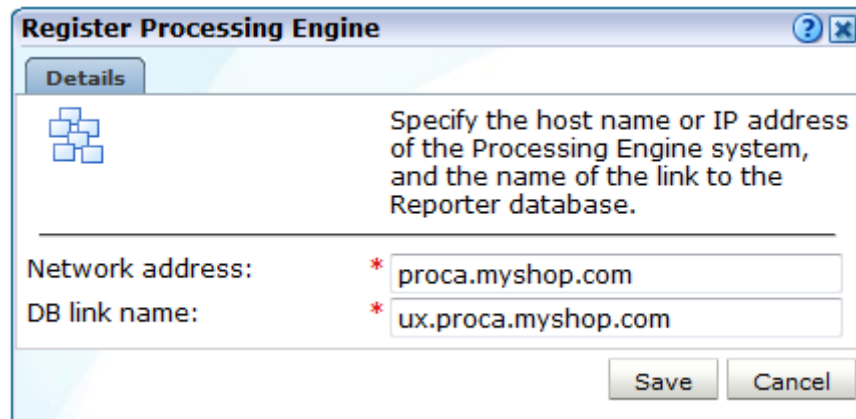 Register Processing Engine
Details
Specify the host name or IP address
of the Processing Engine system,
and the name of the link to the
Reporter database.
Network address: * proca.myshop.com
DB link name: * ux.proca.myshop.com
Save Cancel